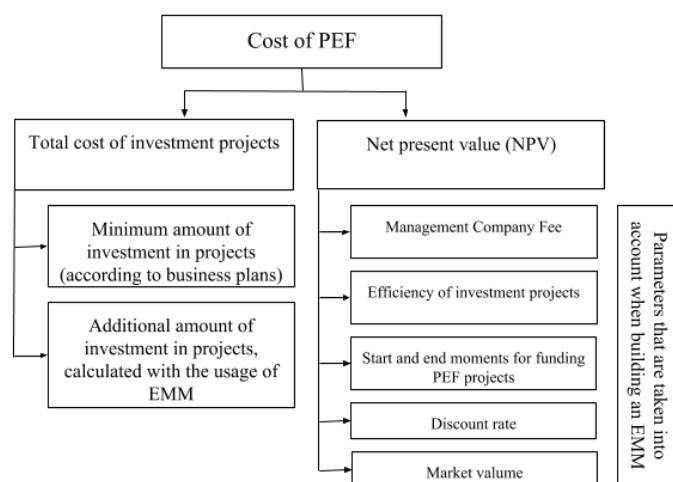 Cost of PEF
Total cost of investment projects
Minimum amount of
investment in projects
(according to business plans)
Additional amount of
investment in projects,
calculated with the usage of
EMM
Net present value (NPV)
Management Company Fee
Efficiency of investment projects
Start and end moments for funding
PEF projects
Discount rate
Market valume
Parameters that are taken into
account when building an EMM